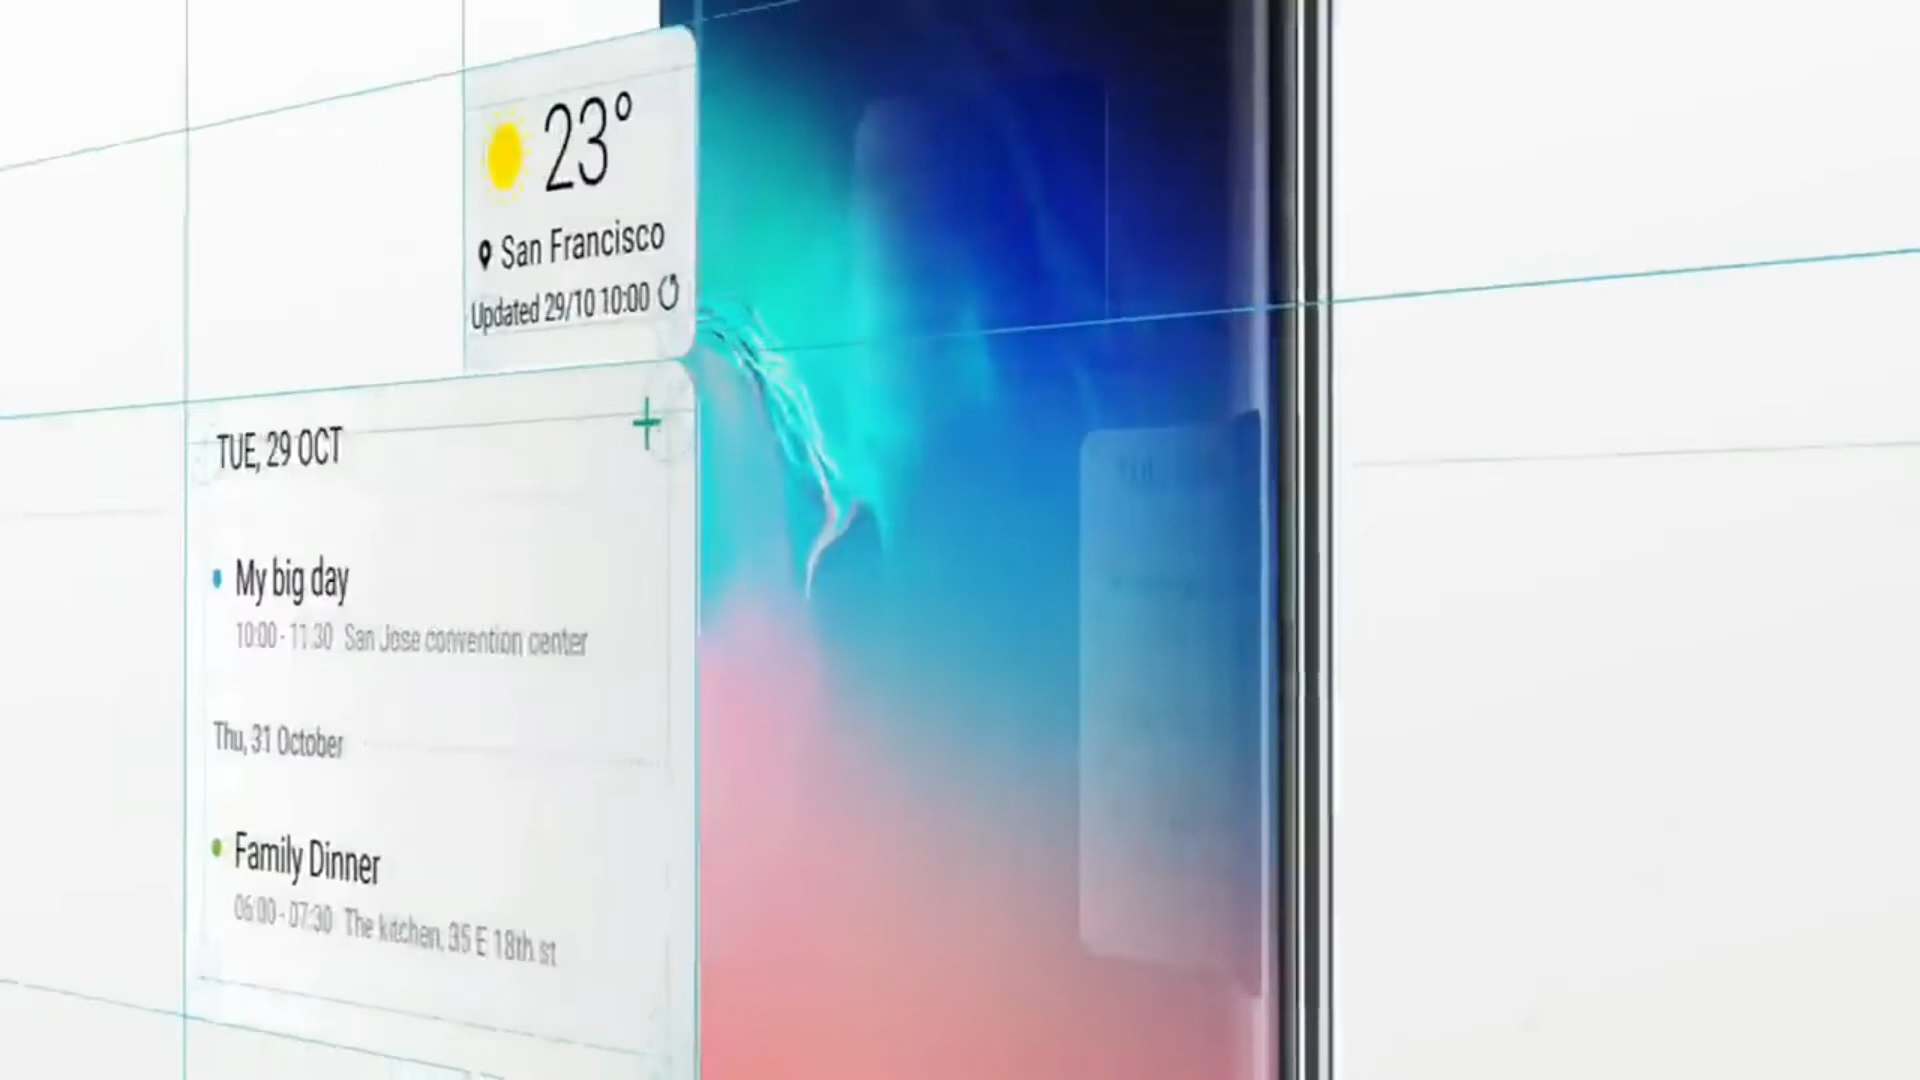 23°
San Francisco
Updated 29/10 10:00
TUE, 29 OCT
My big day
10:00 - 11:30 San Jose convention center
Thu, 31 October
Family Dinner
06:00 - 07:30 The kitchen, 35 E 18th st